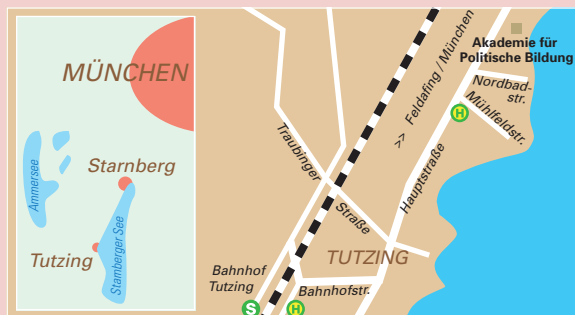 MÜNCHEN
Starnberg
Ammersee
Starnberger See
Tutzing
Akademie für
Politische Bildung
Nordbad-
str.
Mühlfeldstr.
H
>> Feldafing / München
Hauptstraße
Traubinger
Straße
TUTZING
Bahnhof
Tutzing
Bahnhofstr.
S
H